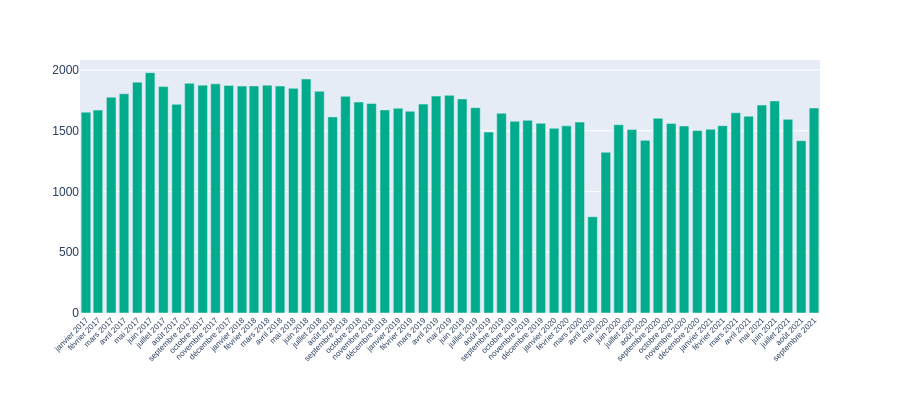 2000
1500
1000
500
0
janvier 2017
février 2017
mars 2017
avril 2017
mai 2017
juin 2017
juillet 2017
août 2017
septembre 2017
octobre 2017
novembre 2017
décembre 2017
janvier 2018
février 2018
mars 2018
avril 2018
mai 2018
juin 2018
juillet 2018
août 2018
septembre 2018
octobre 2018
novembre 2018
décembre 2018
janvier 2019
février 2019
mars 2019
avril 2019
mai 2019
juin 2019
juillet 2019
août 2019
septembre 2019
octobre 2019
novembre 2019
décembre 2019
janvier 2020
février 2020
mars 2020
avril 2020
mai 2020
juin 2020
juillet 2020
août 2020
septembre 2020
octobre 2020
novembre 2020
décembre 2020
janvier 2021
février 2021
mars 2021
avril 2021
mai 2021
juin 2021
juillet 2021
août 2021
septembre 2021